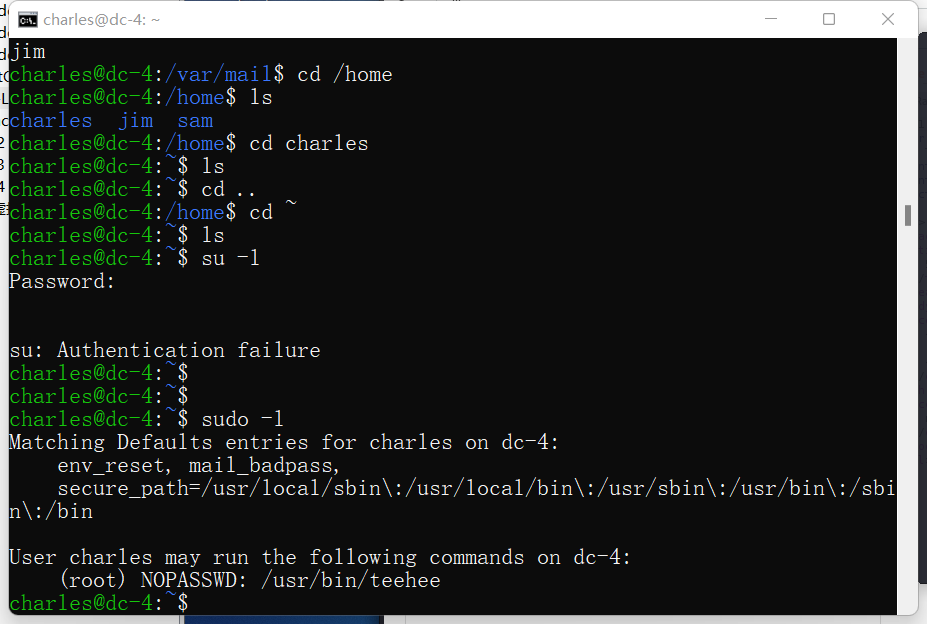 charles@dc-4: ~
jim
charles@dc-4:/var/mail$ cd /home
charles@dc-4:/home$ ls
charles  jim  sam
charles@dc-4:/home$ cd charles
charles@dc-4:~$ ls
charles@dc-4:~$ cd ..
charles@dc-4:/home$ cd ~
charles@dc-4:~$ ls
charles@dc-4:~$ su -l
Password:
su: Authentication failure
charles@dc-4:~$
charles@dc-4:~$
charles@dc-4:~$ sudo -l
Matching Defaults entries for charles on dc-4:
    env_reset, mail_badpass,
    secure_path=/usr/local/sbin\:/usr/local/bin\:/usr/sbin\:/usr/bin\:/sbi
n\:/bin
User charles may run the following commands on dc-4:
    (root) NOPASSWD: /usr/bin/teehee
charles@dc-4:~$